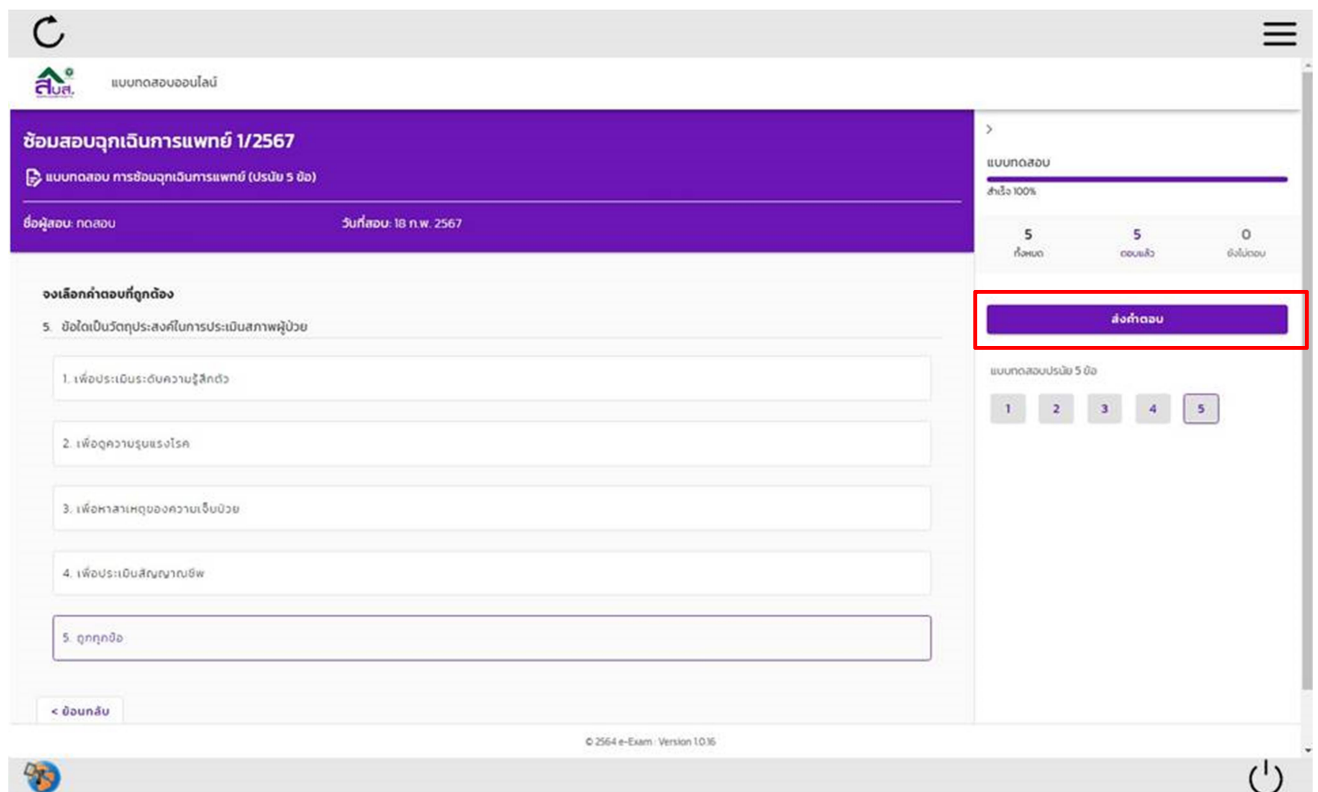 สบส.
แบบทดสอบออนไลน์
ซ้อมสอบฉุกเฉินการแพทย์ 1/2567
แบบทดสอบ การซ้อมฉุกเฉินการแพทย์ (ปรนัย 5 ข้อ)
ชื่อผู้สอบ: ทดสอบ วันที่สอบ: 18 ก.พ. 2567
จงเลือกคำตอบที่ถูกต้อง
5. ข้อใดเป็นวัตถุประสงค์ในการประเมินสภาพผู้ป่วย
1. เพื่อประเมินระดับความรู้สึกตัว
2. เพื่อดูความรุนแรงโรค
3. เพื่อหาสาเหตุของความเจ็บป่วย
4. เพื่อประเมินสัญญาณชีพ
5. ถูกทุกข้อ
< ย้อนกลับ
>
แบบทดสอบ
สำเร็จ 100%
5 5 0
ทั้งหมด ตอบแล้ว ยังไม่ตอบ
ส่งคำตอบ
แบบทดสอบปรนัย 5 ข้อ
1 2 3 4 5
© 2564 e-Exam : Version 1.0.16